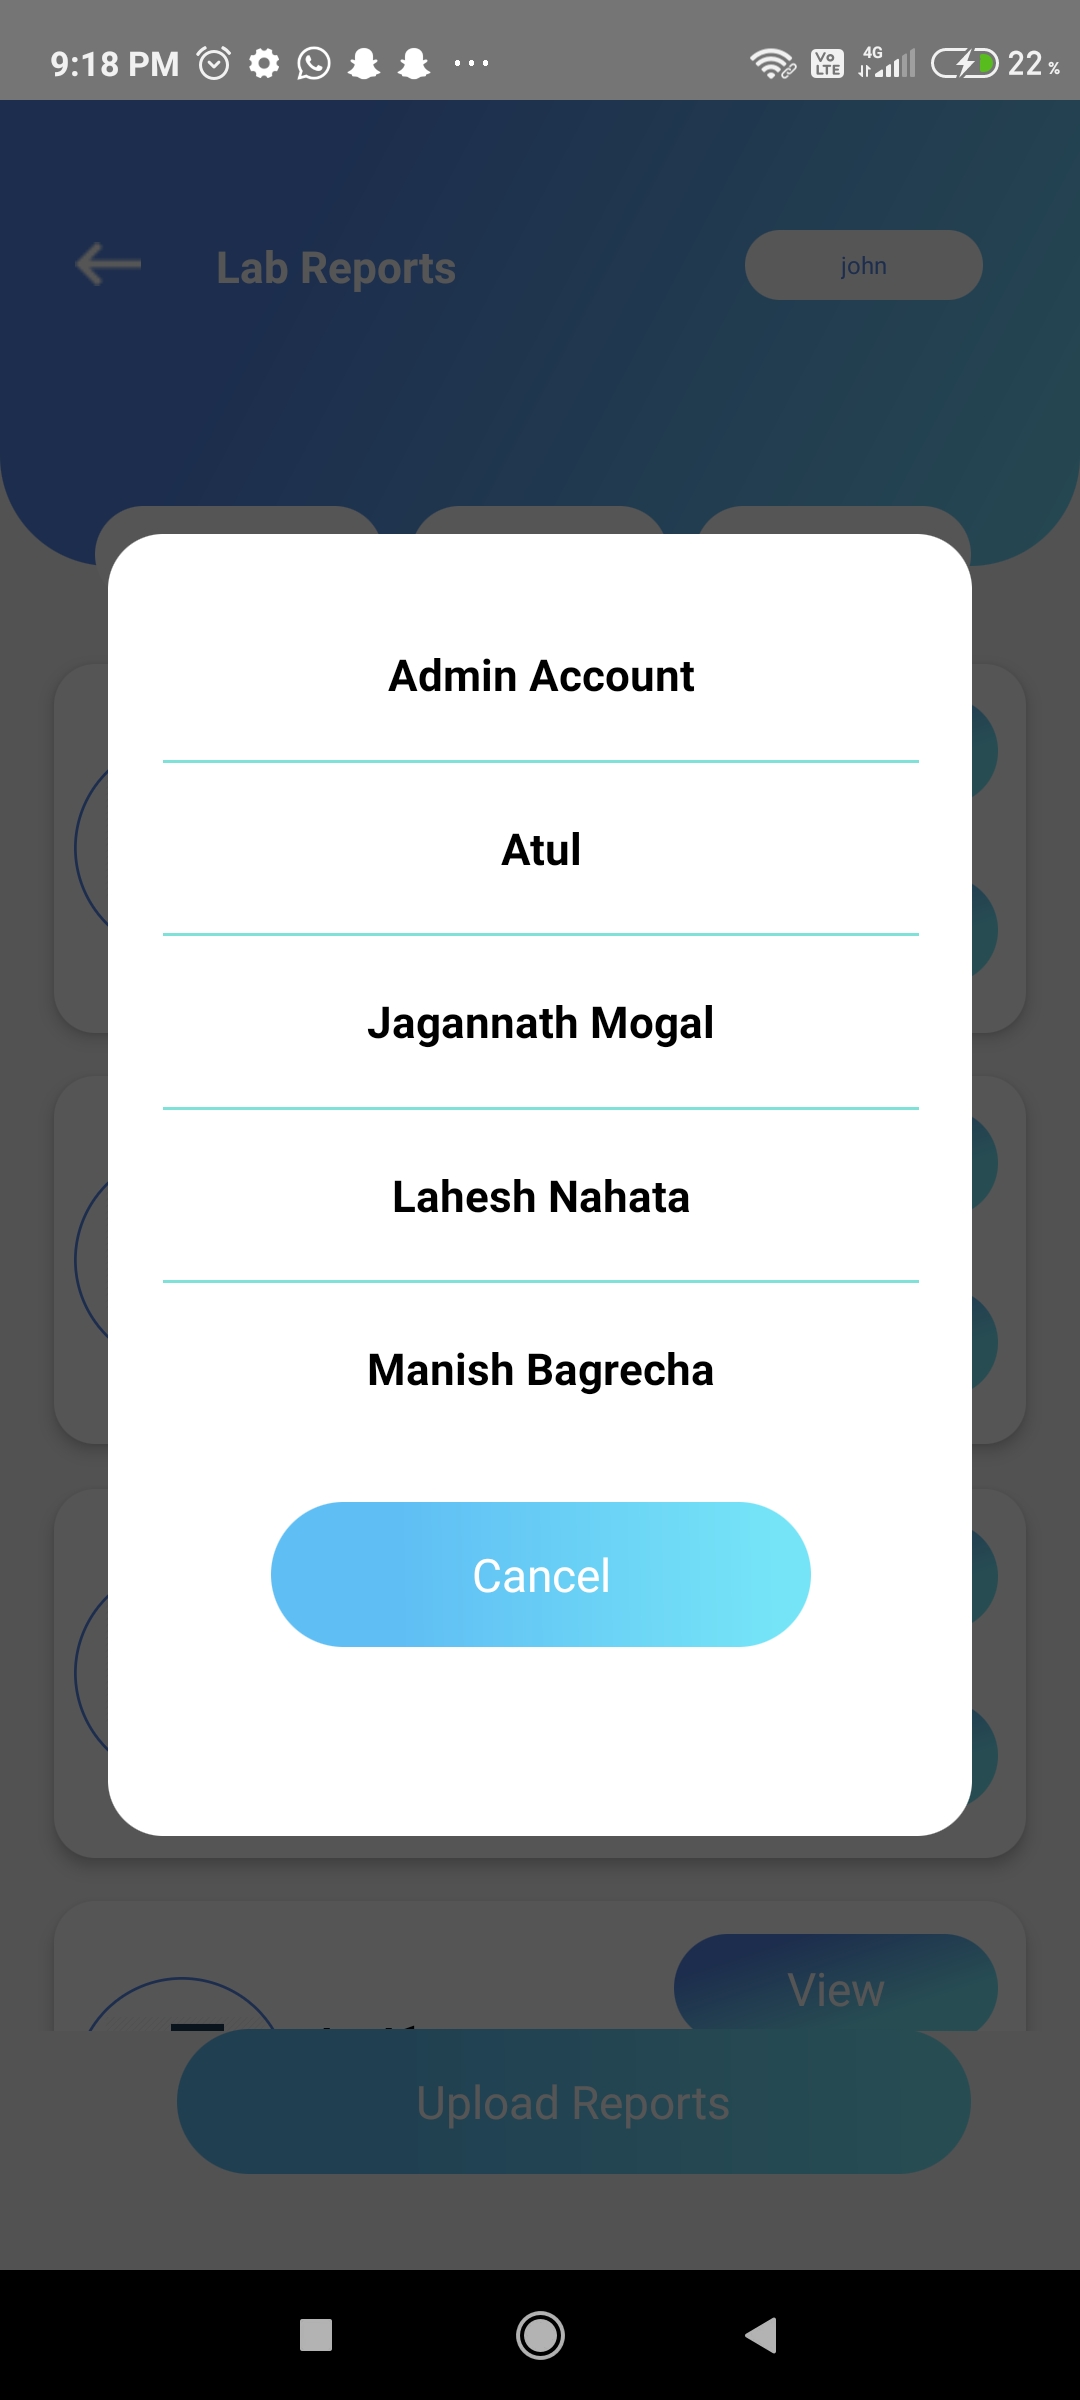 9:18 PM
Vo LTE
4G
22 %
Lab Reports
john
Admin Account
Atul
Jagannath Mogal
Lahesh Nahata
Manish Bagrecha
Cancel
View
Upload Reports